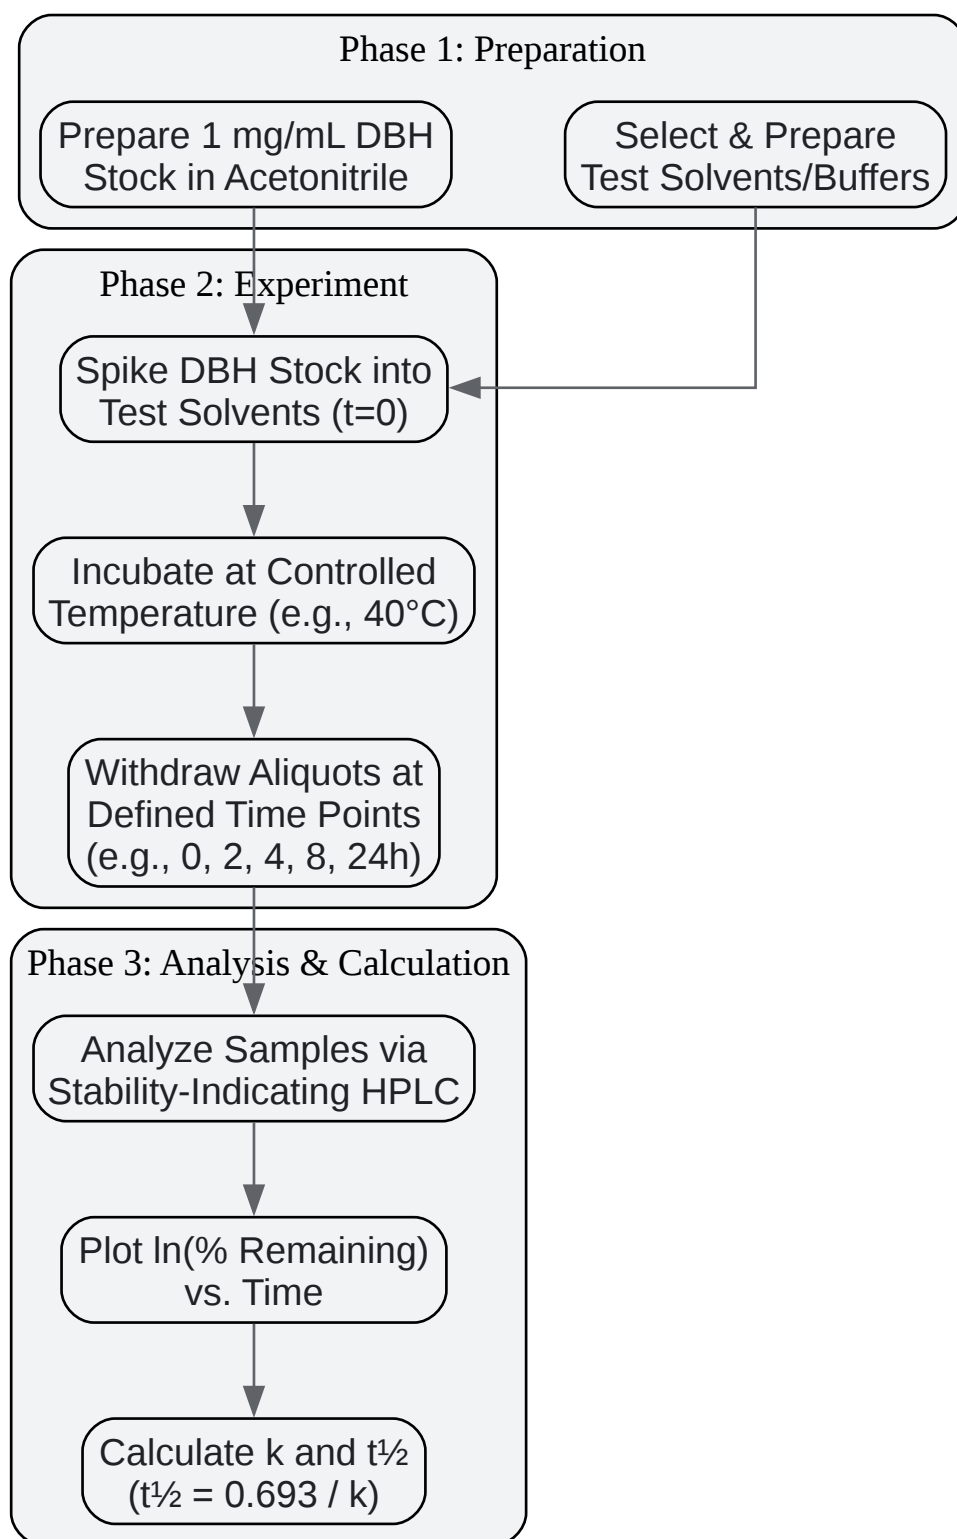 Phase 1: Preparation
Prepare 1 mg/mL DBH
Stock in Acetonitrile
Select & Prepare
Test Solvents/Buffers
Phase 2: Experiment
Spike DBH Stock into
Test Solvents (t=0)
Incubate at Controlled
Temperature (e.g., 40°C)
Withdraw Aliquots at
Defined Time Points
(e.g., 0, 2, 4, 8, 24h)
Phase 3: Analysis & Calculation
Analyze Samples via
Stability-Indicating HPLC
Plot ln(% Remaining)
vs. Time
Calculate k and t½
(t½ = 0.693 / k)